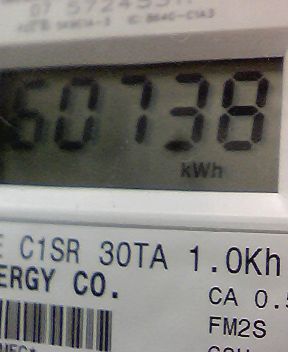 60738
kWh
E C1SR 30TA 1.0Kh
ERGY CO.
CA 0.5
FM2S